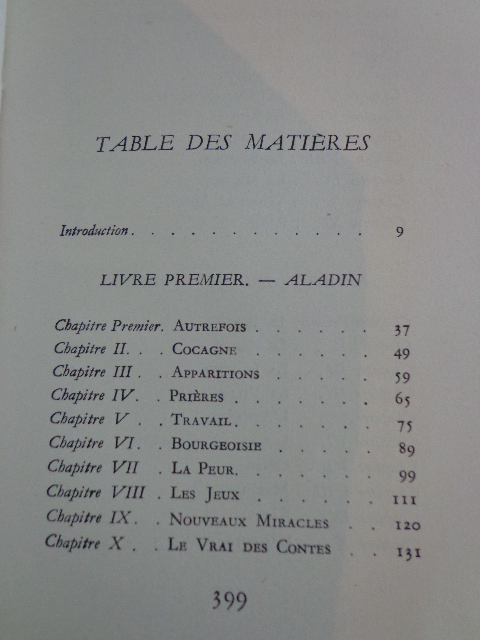 TABLE DES MATIÈRES
Introduction. . . . . . . . . . . . . 9
LIVRE PREMIER. — ALADIN
Chapitre Premier. AUTREFOIS . . . . . . 37
Chapitre II. . . COCAGNE . . . . . . 49
Chapitre III . . APPARITIONS . . . . . 59
Chapitre IV. . . PRIÈRES . . . . . . . 65
Chapitre V . . TRAVAIL. . . . . . . 75
Chapitre VI. . . BOURGEOISIE . . . . . 89
Chapitre VII . . LA PEUR. . . . . . . 99
Chapitre VIII . LES JEUX . . . . . . 111
Chapitre IX. . . NOUVEAUX MIRACLES . . 120
Chapitre X . . LE VRAI DES CONTES . . 131
399